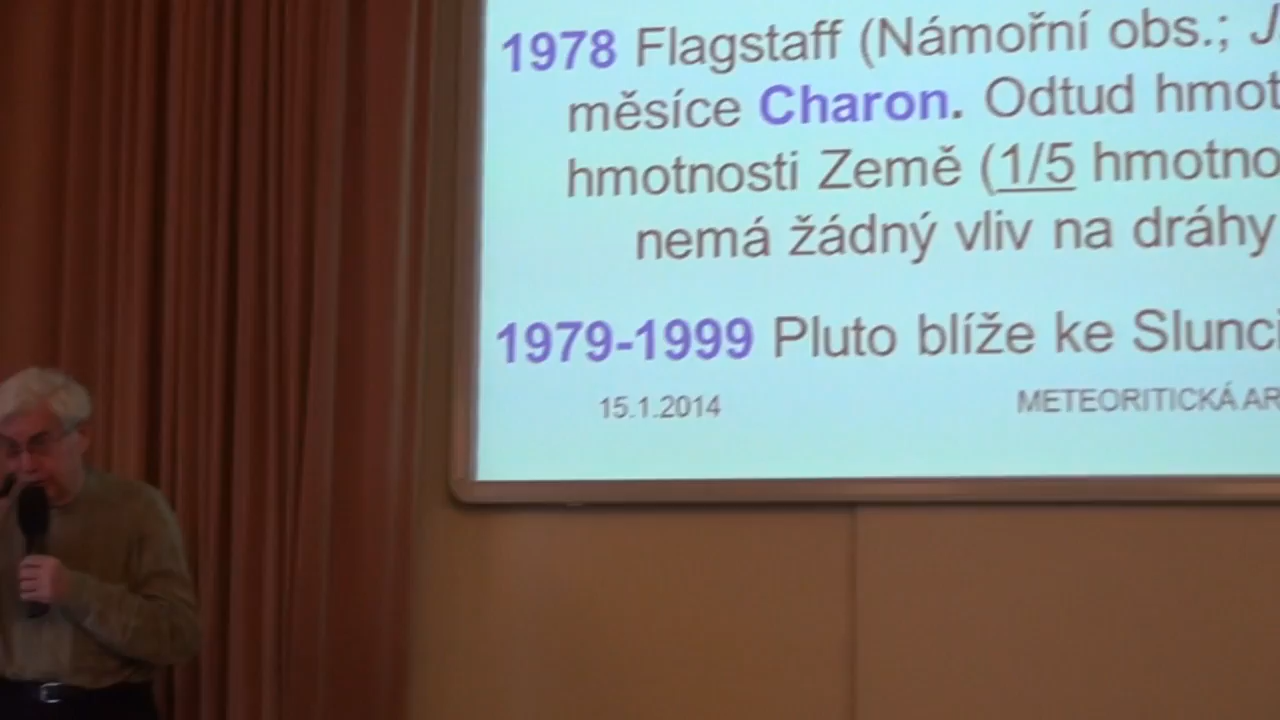 1978 Flagstaff (Námořní obs.; J
měsíce Charon. Odtud hmot
hmotnosti Země (1/5 hmotno
nemá žádný vliv na dráhy
1979-1999 Pluto blíže ke Slunci
15.1.2014 METEORITICKÁ AR